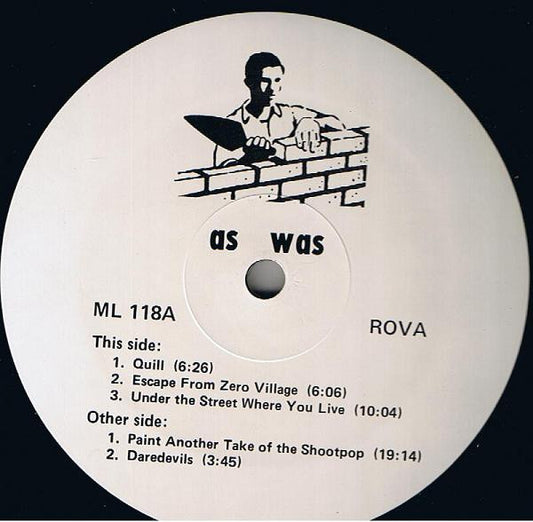 as was
ML 118A
ROVA
This side:
1. Quill (6:26)
2. Escape From Zero Village (6:06)
3. Under the Street Where You Live (10:04)
Other side:
1. Paint Another Take of the Shootpop (19:14)
2. Daredevils (3:45)